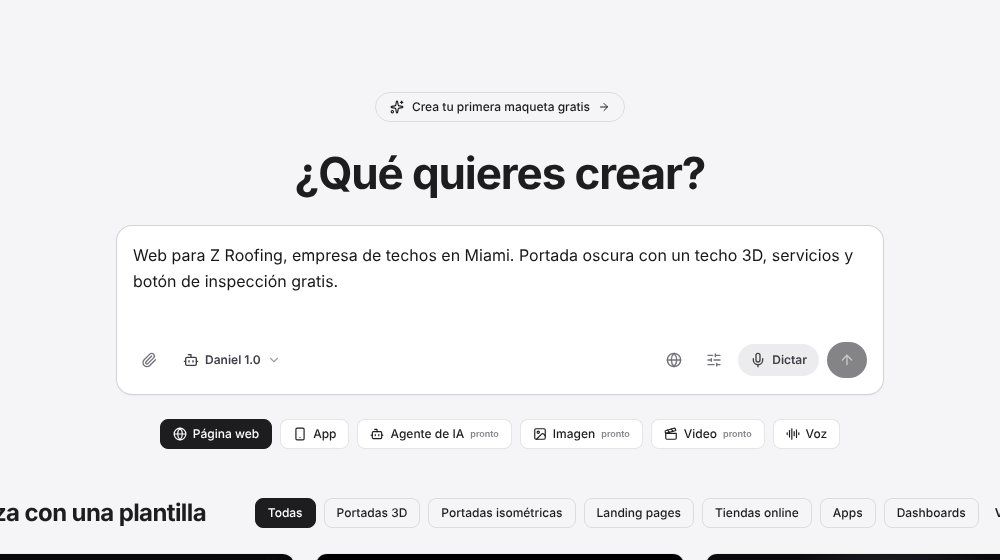 Crea tu primera maqueta gratis
¿Qué quieres crear?
Web para Z Roofing, empresa de techos en Miami. Portada oscura con un techo 3D, servicios y
botón de inspección gratis.
Daniel 1.0
Dictar
Página web
App
Agente de IA pronto
Imagen pronto
Video pronto
Voz
za con una plantilla
Todas
Portadas 3D
Portadas isométricas
Landing pages
Tiendas online
Apps
Dashboards